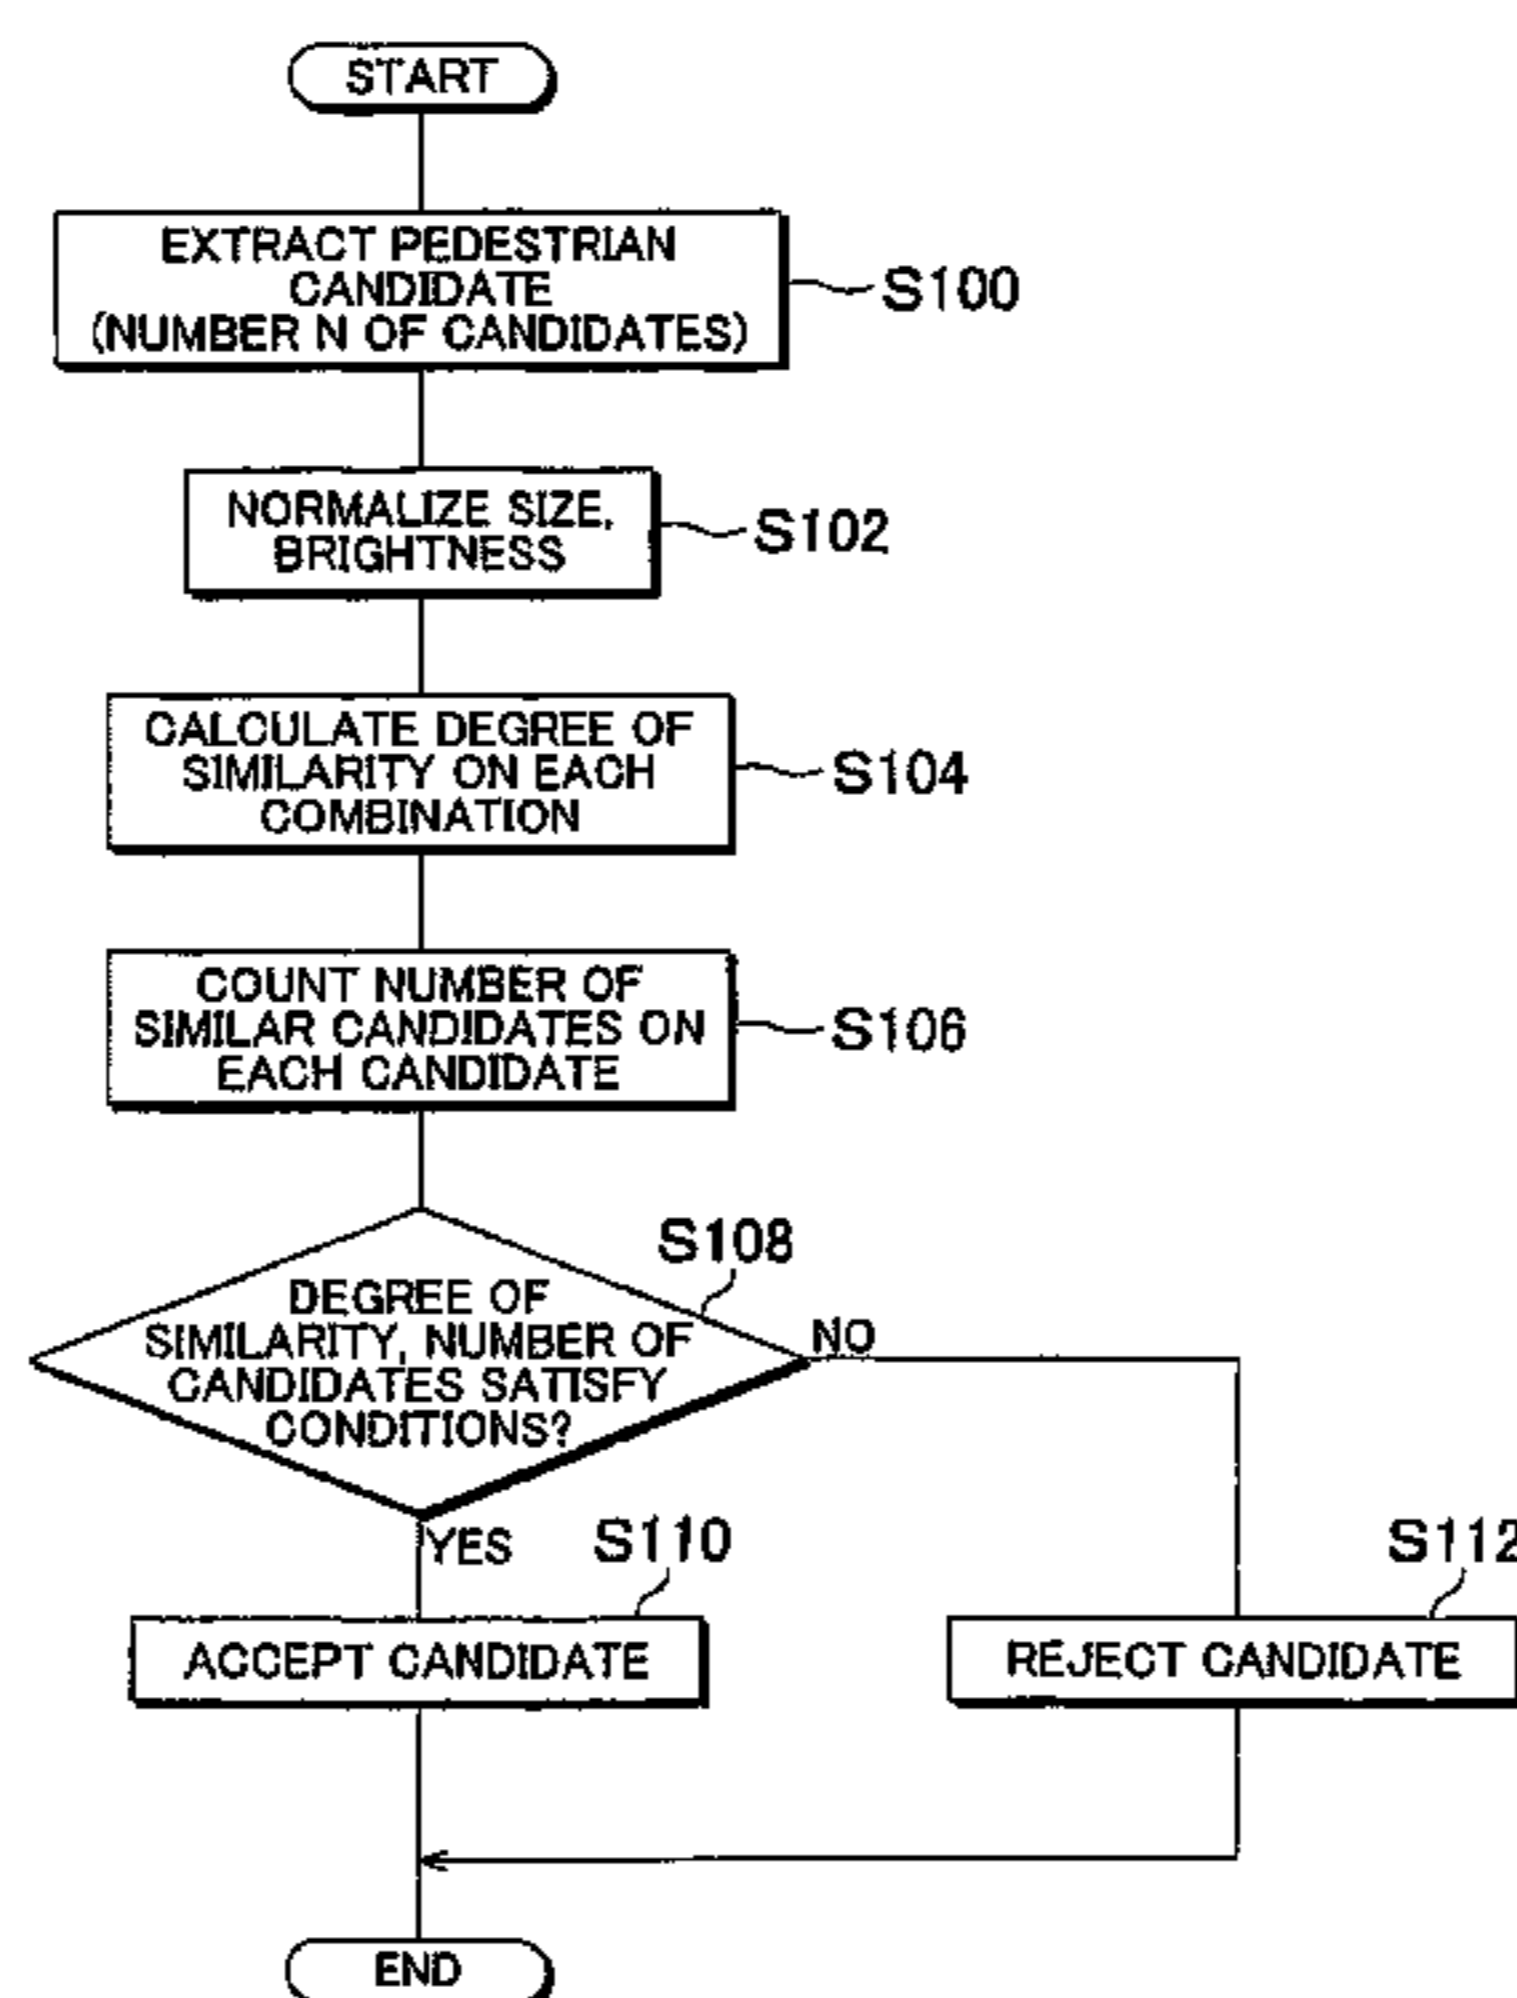 START
EXTRACT PEDESTRIAN
CANDIDATE
(NUMBER N OF CANDIDATES)
S100
NORMALIZE SIZE,
BRIGHTNESS
S102
CALCULATE DEGREE OF
SIMILARITY ON EACH
COMBINATION
S104
COUNT NUMBER OF
SIMILAR CANDIDATES ON
EACH CANDIDATE
S106
S108
DEGREE OF
SIMILARITY, NUMBER OF
CANDIDATES SATISFY
CONDITIONS?
NO
YES
S110
S112
ACCEPT CANDIDATE
REJECT CANDIDATE
END